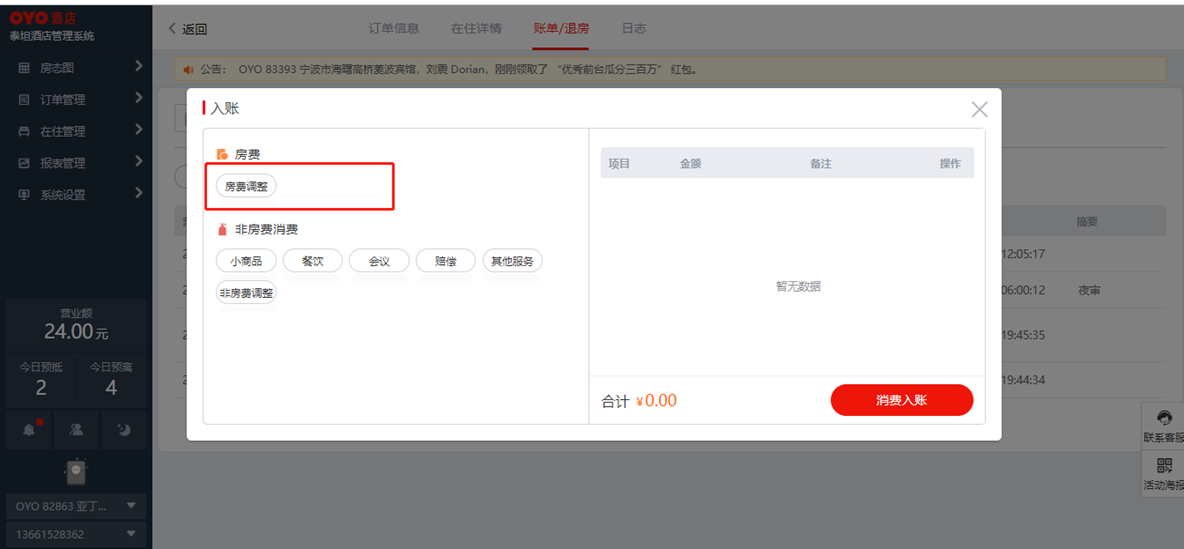 OYO 酒店
泰坦酒店管理系统
房态图
订单管理
在住管理
报表管理
系统设置
营业额
24.00元
今日预抵
今日预离
2
4
OYO 82863 亚丁...
13661528362
返回
订单信息
在住详情
账单/退房
日志
公告： OYO 83393 宁波市海曙高桥菱波宾馆，刘震 Dorian，刚刚领取了 “优秀前台瓜分三百万” 红包。
入账
房费
房费调整
非房费消费
小商品
餐饮
会议
赔偿
其他服务
非房费调整
项目
金额
备注
操作
暂无数据
合计 ¥0.00
消费入账
摘要
12:05:17
06:00:12
夜审
19:45:35
19:44:34
联系客服
活动海报